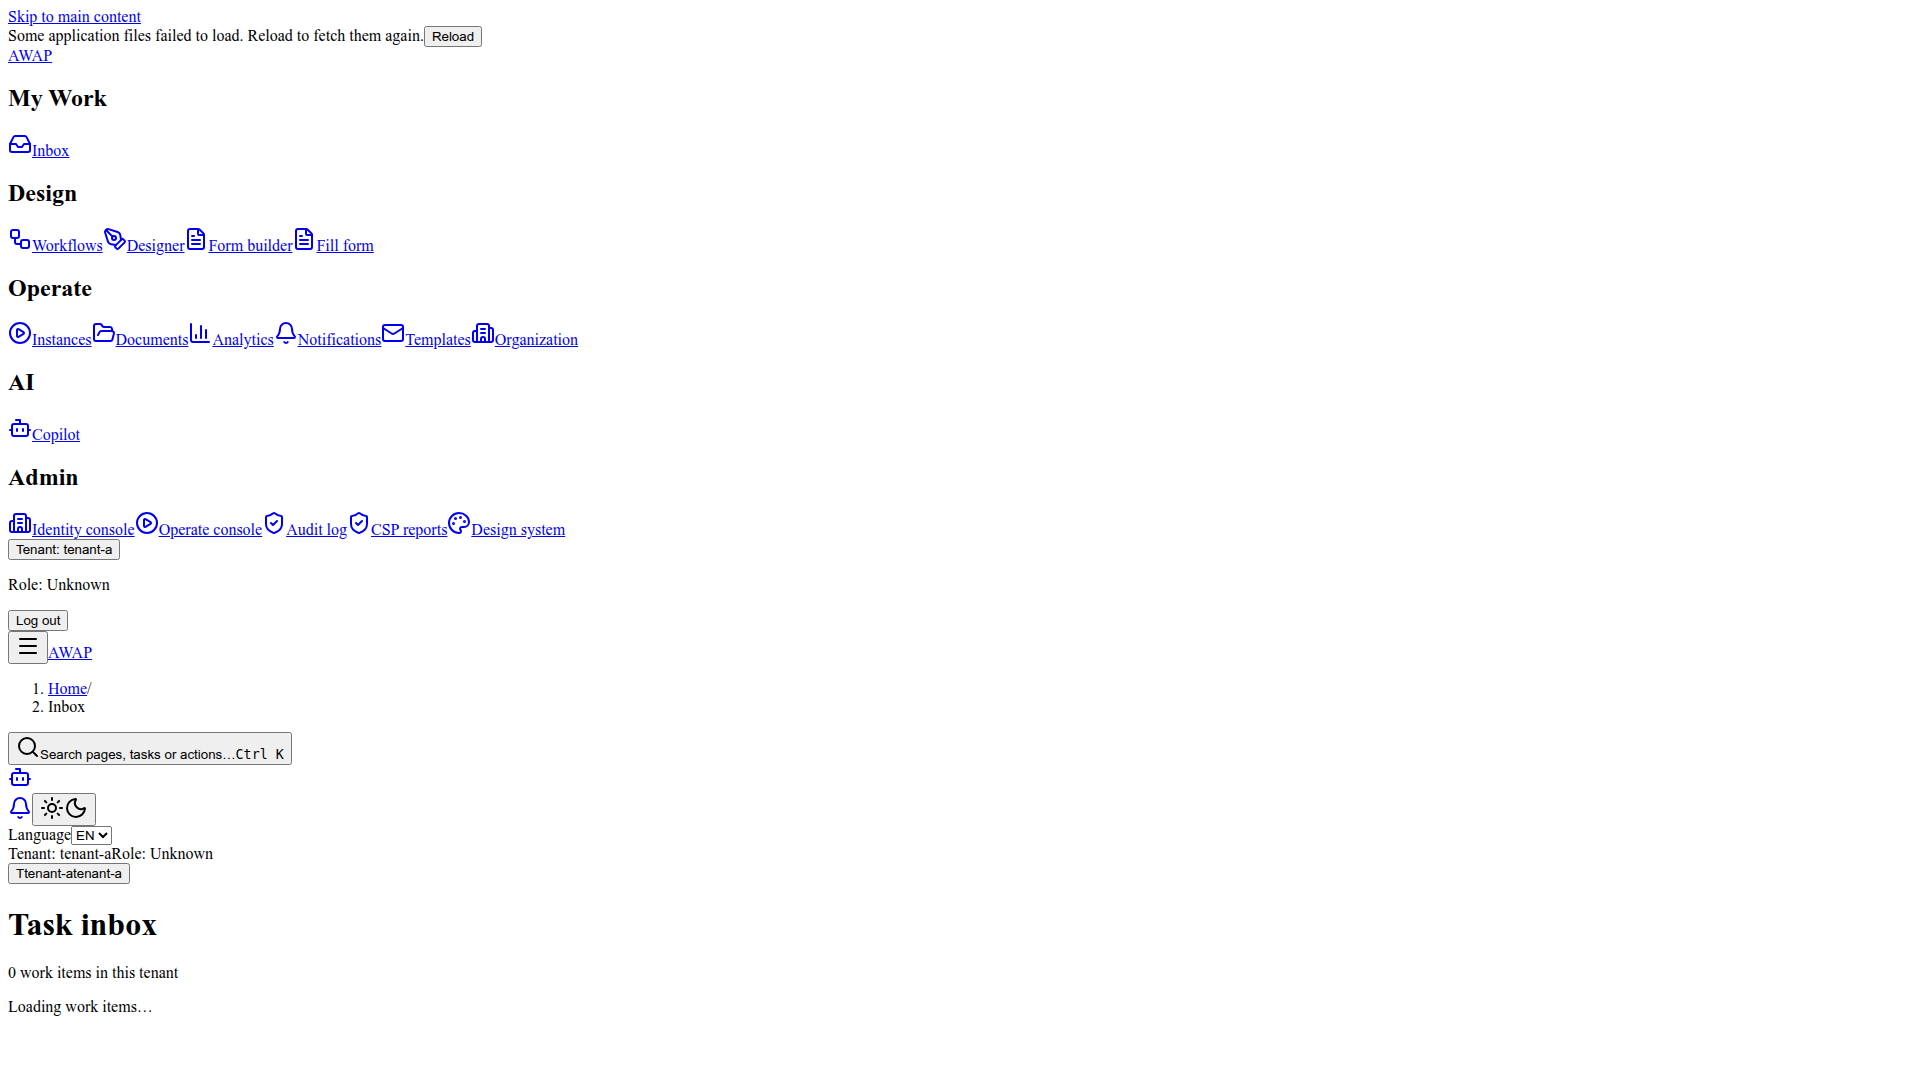 Skip to main content
Some application files failed to load. Reload to fetch them again. Reload
AWAP
My Work
Inbox
Design
Workflows Designer Form builder Fill form
Operate
Instances Documents Analytics Notifications Templates Organization
AI
Copilot
Admin
Identity console Operate console Audit log CSP reports Design system
Tenant: tenant-a
Role: Unknown
Log out
AWAP
1. Home/
2. Inbox
Search pages, tasks or actions…Ctrl K
Language EN
Tenant: tenant-aRole: Unknown
Ttenant-atenant-a
Task inbox
0 work items in this tenant
Loading work items…